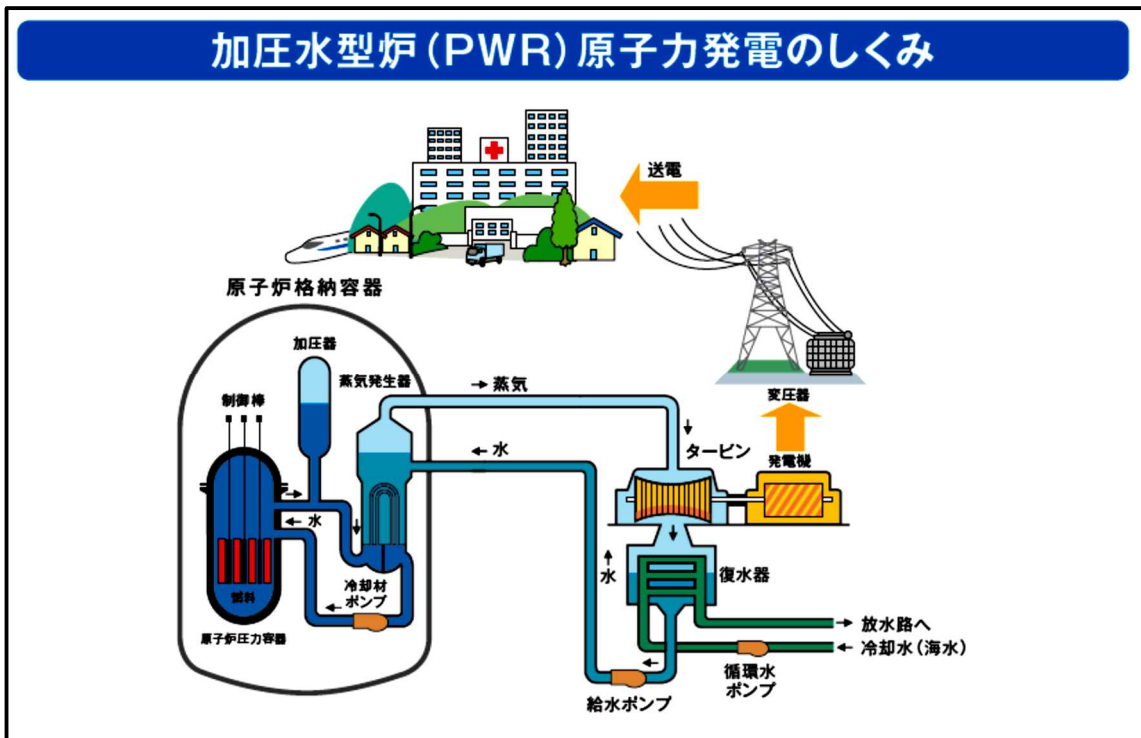 加圧水型炉(PWR)原子力発電のしくみ
送電
原子炉格納容器
加圧器
蒸気発生器
制御棒
→蒸気
↓
変圧器
←水
タービン
発電機
→
←水
↓
↓
↑水
復水器
冷却材
ポンプ
燃料
←
原子炉圧力容器
→ 放水路へ
← 冷却水(海水)
←
循環水
ポンプ
給水ポンプ